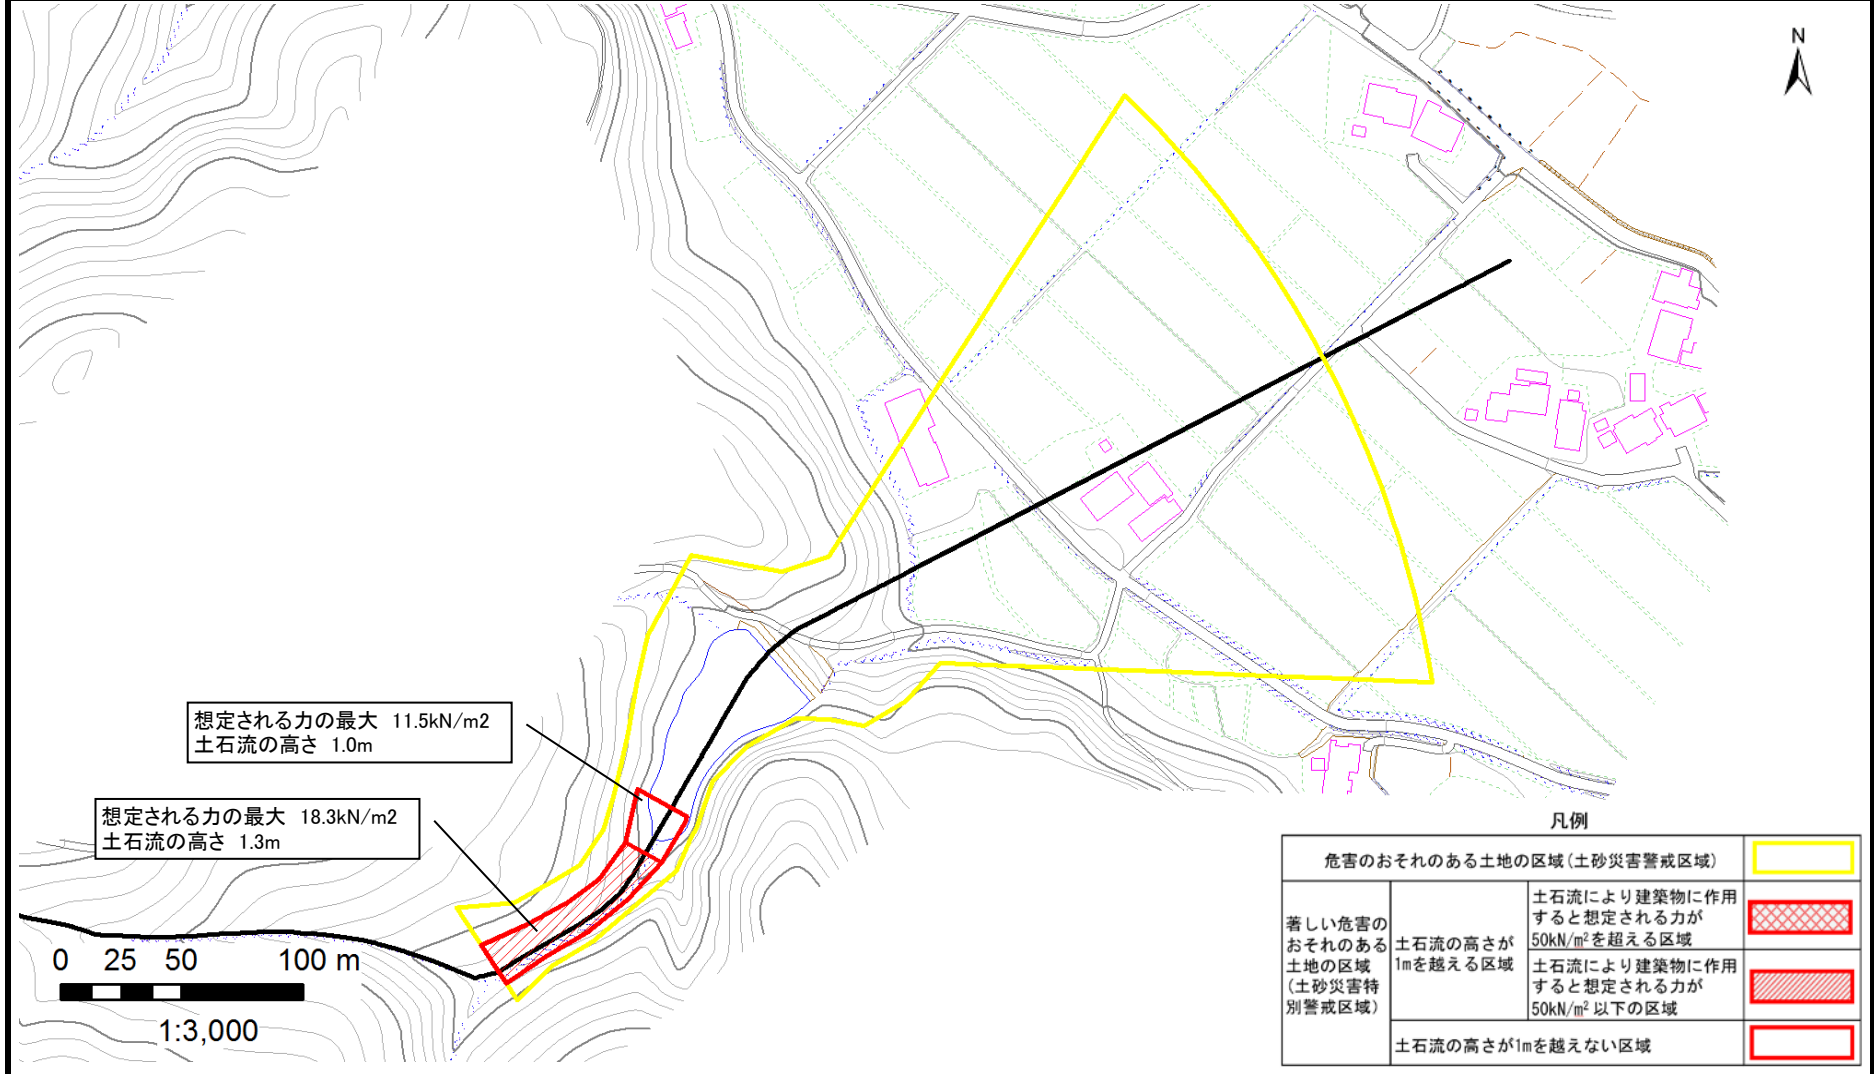 N
想定される力の最大 11.5kN/m2
土石流の高さ 1.0m
想定される力の最大 18.3kN/m2
土石流の高さ 1.3m
0 25 50 100 m
1:3,000
凡例
危害のおそれのある土地の区域(土砂災害警戒区域)
著しい危害の
おそれのある
土地の区域
(土砂災害特
別警戒区域)
土石流の高さが
1mを越える区域
土石流により建築物に作用
すると想定される力が
50kN/m²を超える区域
土石流により建築物に作用
すると想定される力が
50kN/m²以下の区域
土石流の高さが1mを越えない区域